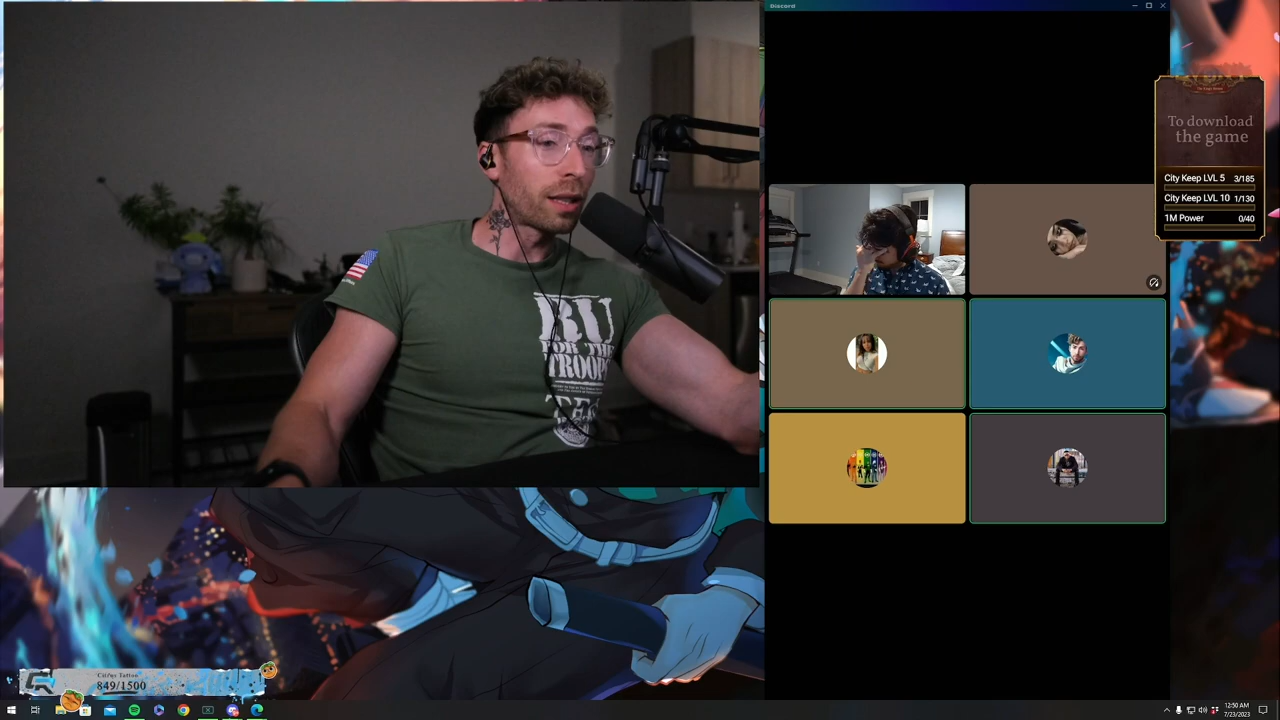 Discord
RU
FOR THE
TROOPS
To download
the game
City Keep LVL 5 3/185
City Keep LVL 10 1/130
1M Power 0/40
849/1500
12:50 AM
7/23/2023